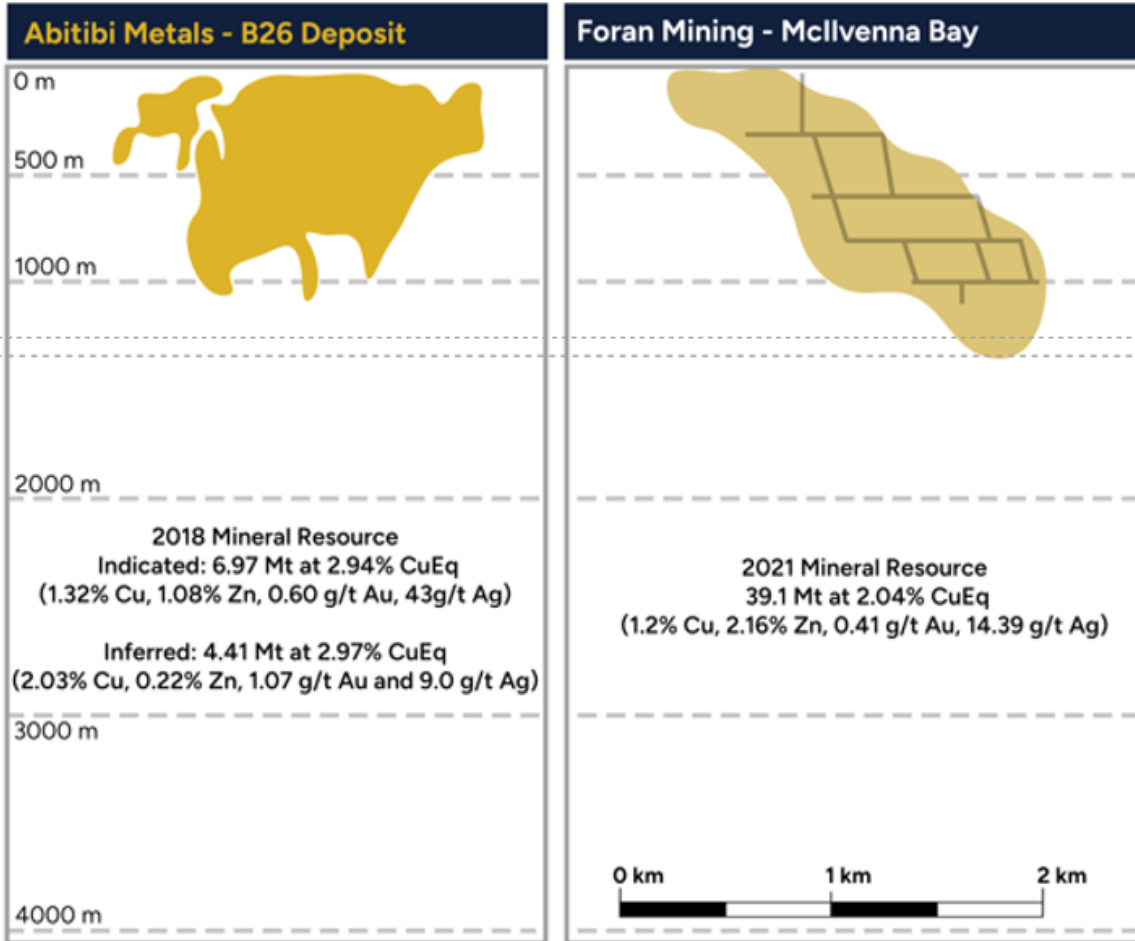 Abitibi Metals - B26 Deposit
0 m
500 m
1000 m
2000 m
2018 Mineral Resource
Indicated: 6.97 Mt at 2.94% CuEq
(1.32% Cu, 1.08% Zn, 0.60 g/t Au, 43g/t Ag)
Inferred: 4.41 Mt at 2.97% CuEq
(2.03% Cu, 0.22% Zn, 1.07 g/t Au and 9.0 g/t Ag)
3000 m
4000 m
Foran Mining - McIlvenna Bay
2021 Mineral Resource
39.1 Mt at 2.04% CuEq
(1.2% Cu, 2.16% Zn, 0.41 g/t Au, 14.39 g/t Ag)
0 km 1 km 2 km